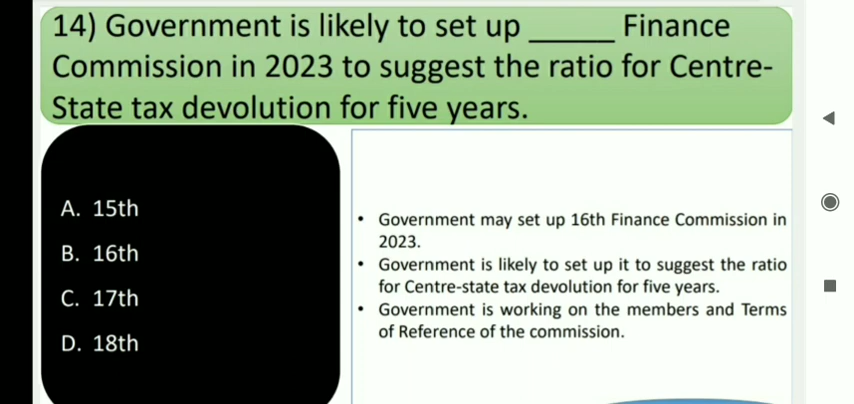 14) Government is likely to set up ______ Finance
Commission in 2023 to suggest the ratio for Centre-
State tax devolution for five years.
A. 15th
B. 16th
C. 17th
D. 18th
• Government may set up 16th Finance Commission in
2023.
• Government is likely to set up it to suggest the ratio
for Centre-state tax devolution for five years.
• Government is working on the members and Terms
of Reference of the commission.